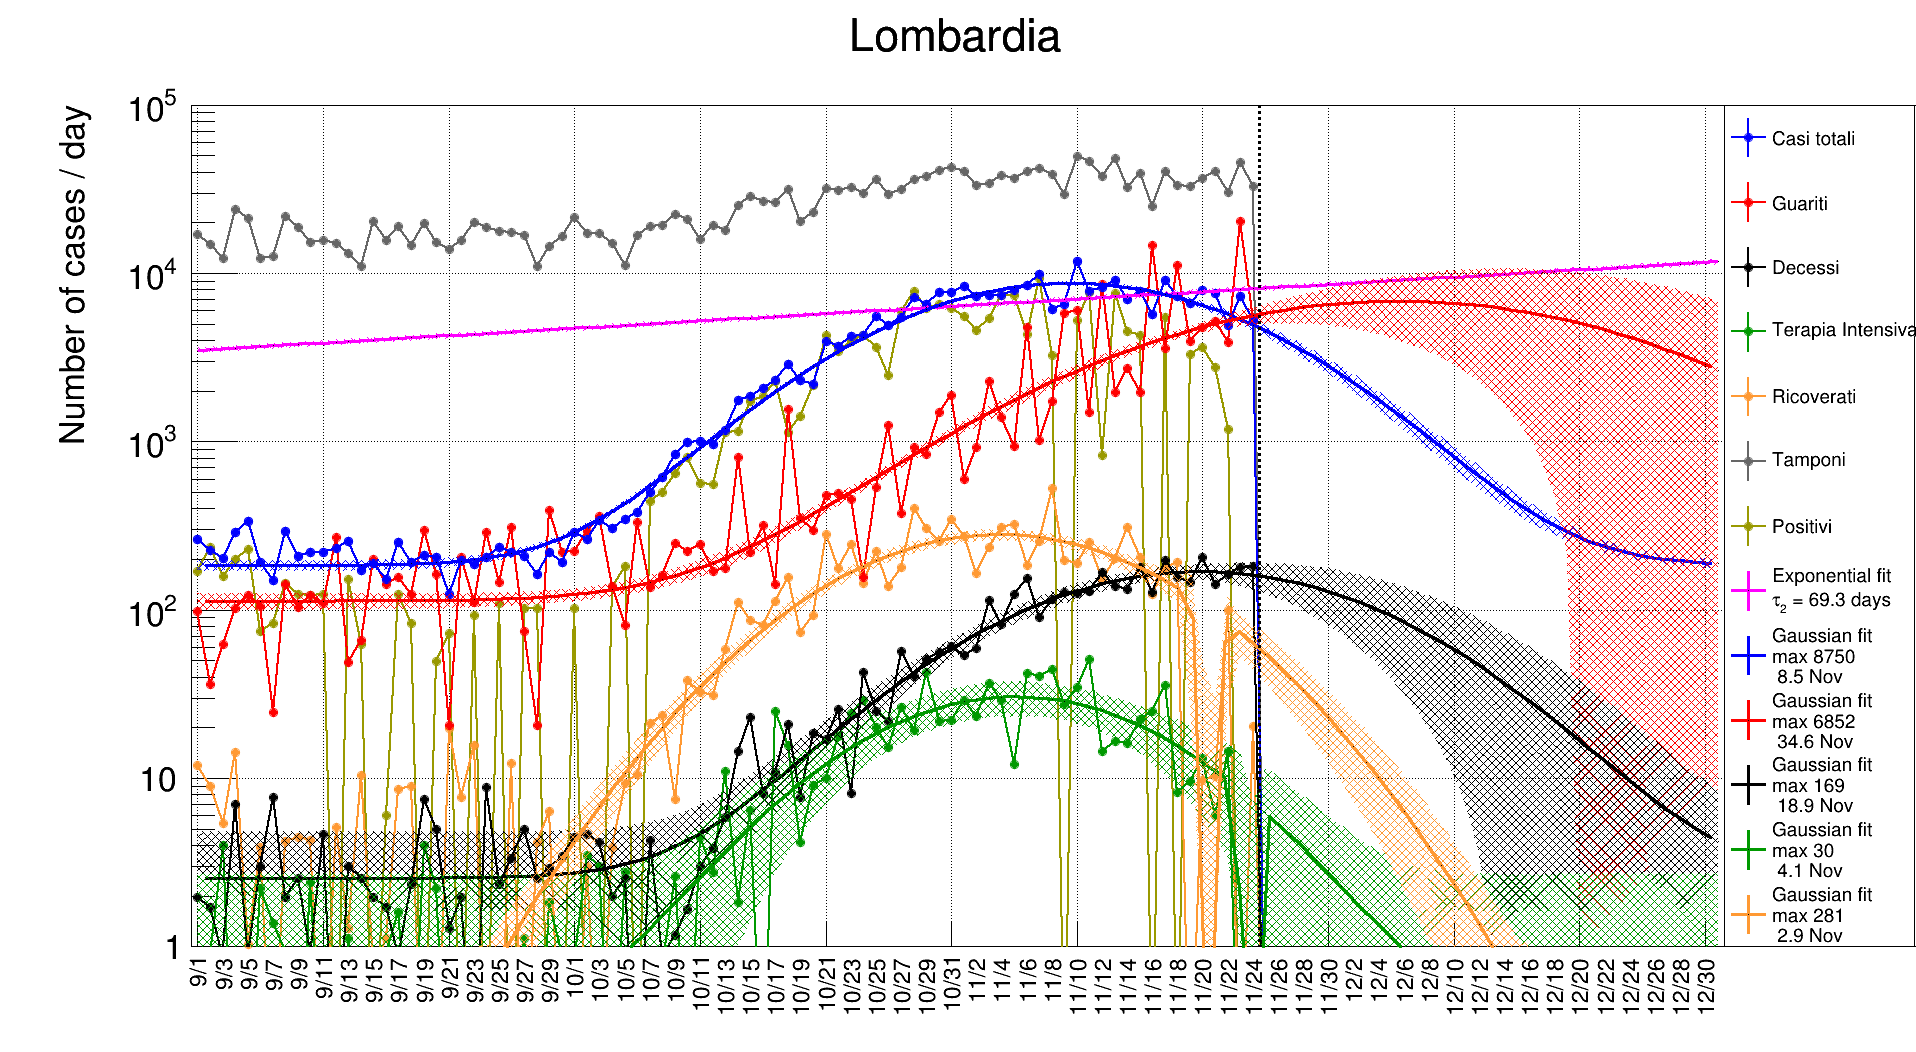 Lombardia
Number of cases / day
10^5
10^4
10^3
10^2
10
1
9/1
9/3
9/5
9/7
9/9
9/11
9/13
9/15
9/17
9/19
9/21
9/23
9/25
9/27
9/29
10/1
10/3
10/5
10/7
10/9
10/11
10/13
10/15
10/17
10/19
10/21
10/23
10/25
10/27
10/29
10/31
11/2
11/4
11/6
11/8
11/10
11/12
11/14
11/16
11/18
11/20
11/22
11/24
11/26
11/28
11/30
12/2
12/4
12/6
12/8
12/10
12/12
12/14
12/16
12/18
12/20
12/22
12/24
12/26
12/28
12/30
Casi totali
Guariti
Decessi
Terapia Intensiva
Ricoverati
Tamponi
Positivi
Exponential fit
τ2 = 69.3 days
Gaussian fit
max 8750
8.5 Nov
Gaussian fit
max 6852
34.6 Nov
Gaussian fit
max 169
18.9 Nov
Gaussian fit
max 30
4.1 Nov
Gaussian fit
max 281
2.9 Nov